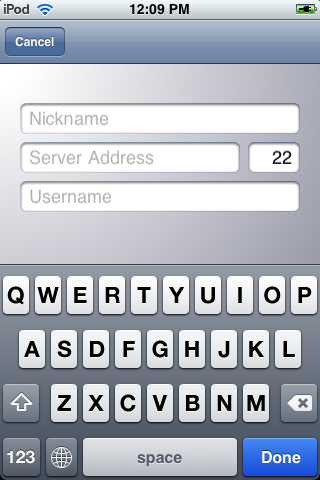 iPod 12:09 PM
Cancel
Nickname
Server Address 22
Username
Q W E R T Y U I O P
A S D F G H J K L
Z X C V B N M
123 space Done